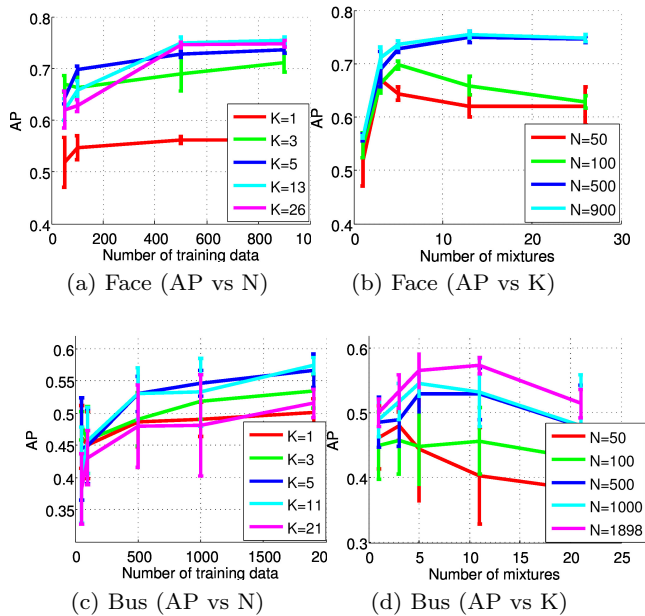 0.8
0.7
0.6
0.5
0.4
AP
0
200
400
600
800
10
Number of training data
K=1
K=3
K=5
K=13
K=26
(a) Face (AP vs N)
0.8
0.7
0.6
0.5
0.4
AP
0
10
20
30
Number of mixtures
N=50
N=100
N=500
N=900
(b) Face (AP vs K)
0.6
0.55
0.5
0.45
0.4
0.35
AP
0
500
1000
1500
20
Number of training data
K=1
K=3
K=5
K=11
K=21
(c) Bus (AP vs N)
0.6
0.5
0.4
0.3
AP
0
5
10
15
20
25
Number of mixtures
N=50
N=100
N=500
N=1000
N=1898
(d) Bus (AP vs K)